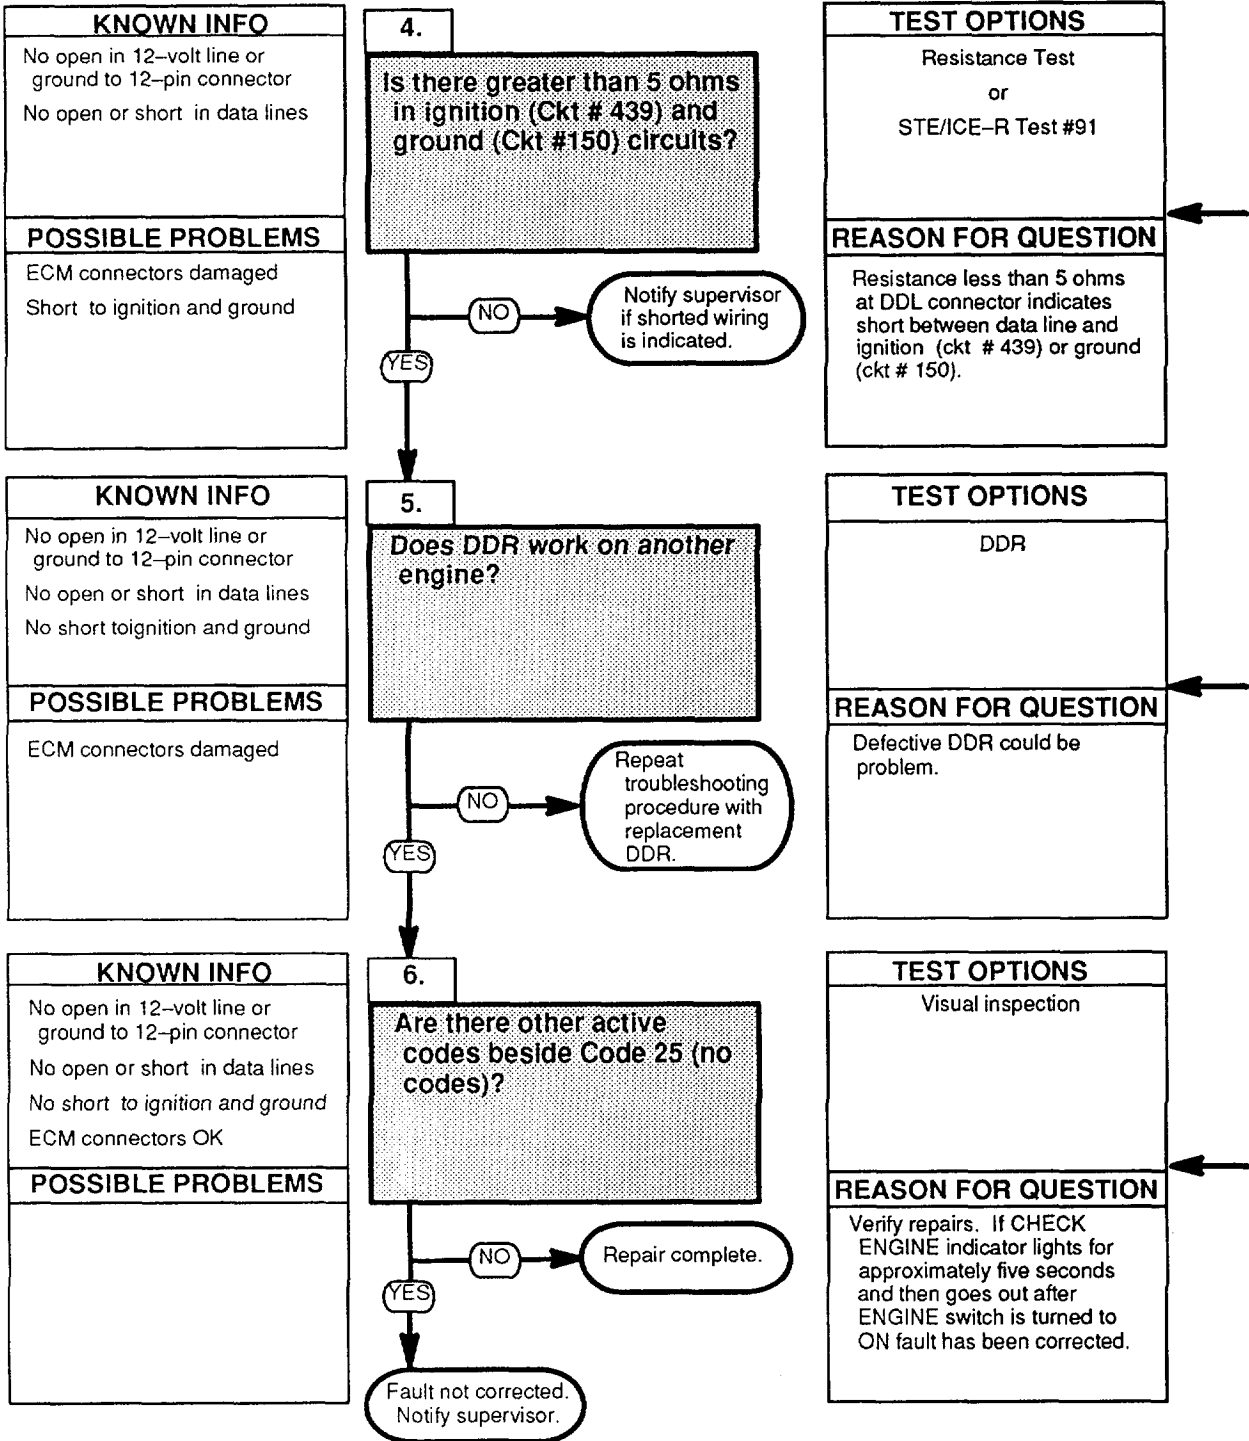 KNOWN INFO
No open in 12–volt line or
ground to 12–pin connector
No open or short in data lines
POSSIBLE PROBLEMS
ECM connectors damaged
Short to ignition and ground
4.
Is there greater than 5 ohms
in ignition (Ckt # 439) and
ground (Ckt #150) circuits?
NO
Notify supervisor
if shorted wiring
is indicated.
YES
TEST OPTIONS
Resistance Test
or
STE/ICE–R Test #91
REASON FOR QUESTION
Resistance less than 5 ohms
at DDL connector indicates
short between data line and
ignition (ckt # 439) or ground
(ckt # 150).
KNOWN INFO
No open in 12–volt line or
ground to 12–pin connector
No open or short in data lines
No short toignition and ground
POSSIBLE PROBLEMS
ECM connectors damaged
5.
Does DDR work on another
engine?
NO
Repeat
troubleshooting
procedure with
replacement
DDR.
YES
TEST OPTIONS
DDR
REASON FOR QUESTION
Defective DDR could be
problem.
KNOWN INFO
No open in 12–volt line or
ground to 12–pin connector
No open or short in data lines
No short to ignition and ground
ECM connectors OK
POSSIBLE PROBLEMS
6.
Are there other active
codes beside Code 25 (no
codes)?
NO
Repair complete.
YES
Fault not corrected.
Notify supervisor.
TEST OPTIONS
Visual inspection
REASON FOR QUESTION
Verify repairs. If CHECK
ENGINE indicator lights for
approximately five seconds
and then goes out after
ENGINE switch is turned to
ON fault has been corrected.